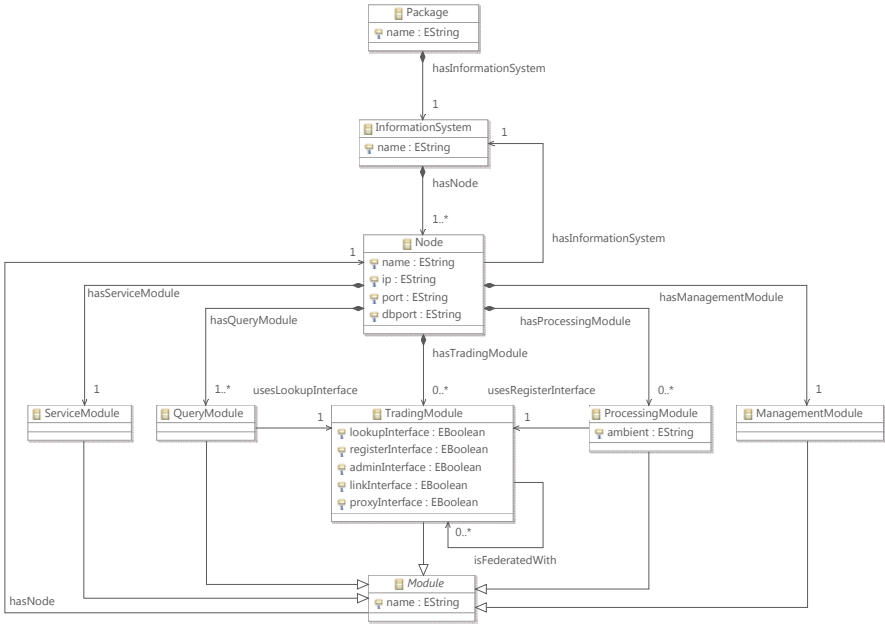 Package
name : EString
hasInformationSystem
1
InformationSystem
1
name : EString
hasNode
1..*
hasInformationSystem
Node
1
name : EString
ip : EString
port : EString
dbport : EString
hasServiceModule
hasManagementModule
hasQueryModule
hasProcessingModule
hasTradingModule
1
1..*
usesLookupInterface
0..*
usesRegisterInterface
0..*
1
ServiceModule
QueryModule
1
TradingModule
1
ProcessingModule
ManagementModule
lookupInterface : EBoolean
registerInterface : EBoolean
adminInterface : EBoolean
linkInterface : EBoolean
proxyInterface : EBoolean
ambient : EString
0..*
isFederatedWith
Module
hasNode
name : EString